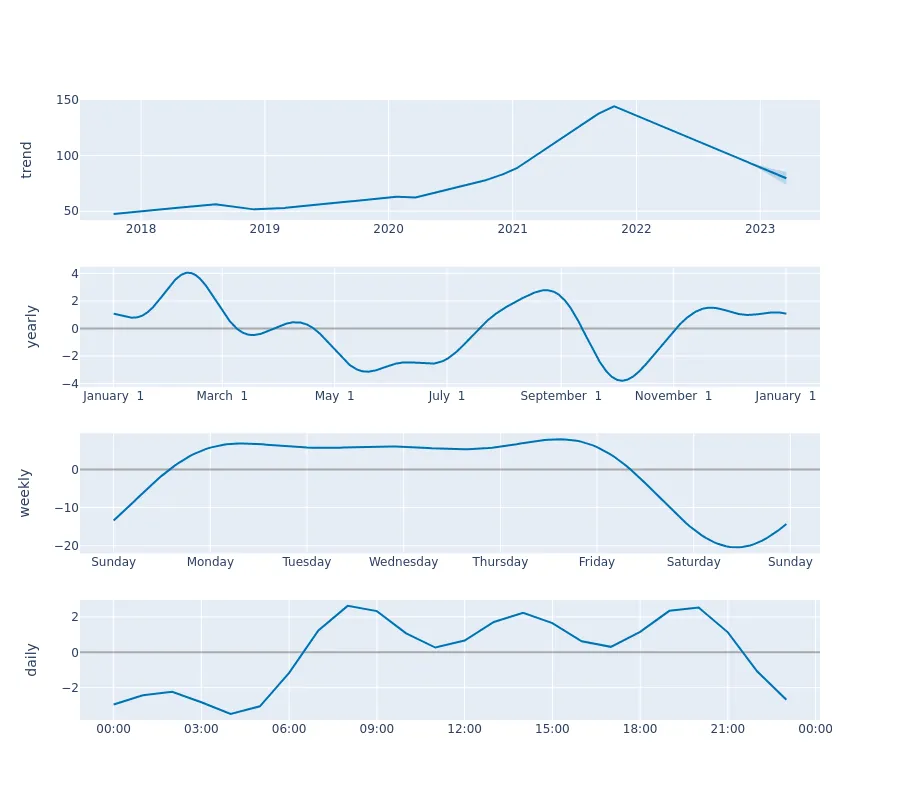 trend
150
100
50
2018 2019 2020 2021 2022 2023
yearly
4
2
0
−2
−4
January 1 March 1 May 1 July 1 September 1 November 1 January 1
weekly
0
−10
−20
Sunday Monday Tuesday Wednesday Thursday Friday Saturday Sunday
daily
2
0
−2
00:00 03:00 06:00 09:00 12:00 15:00 18:00 21:00 00:00